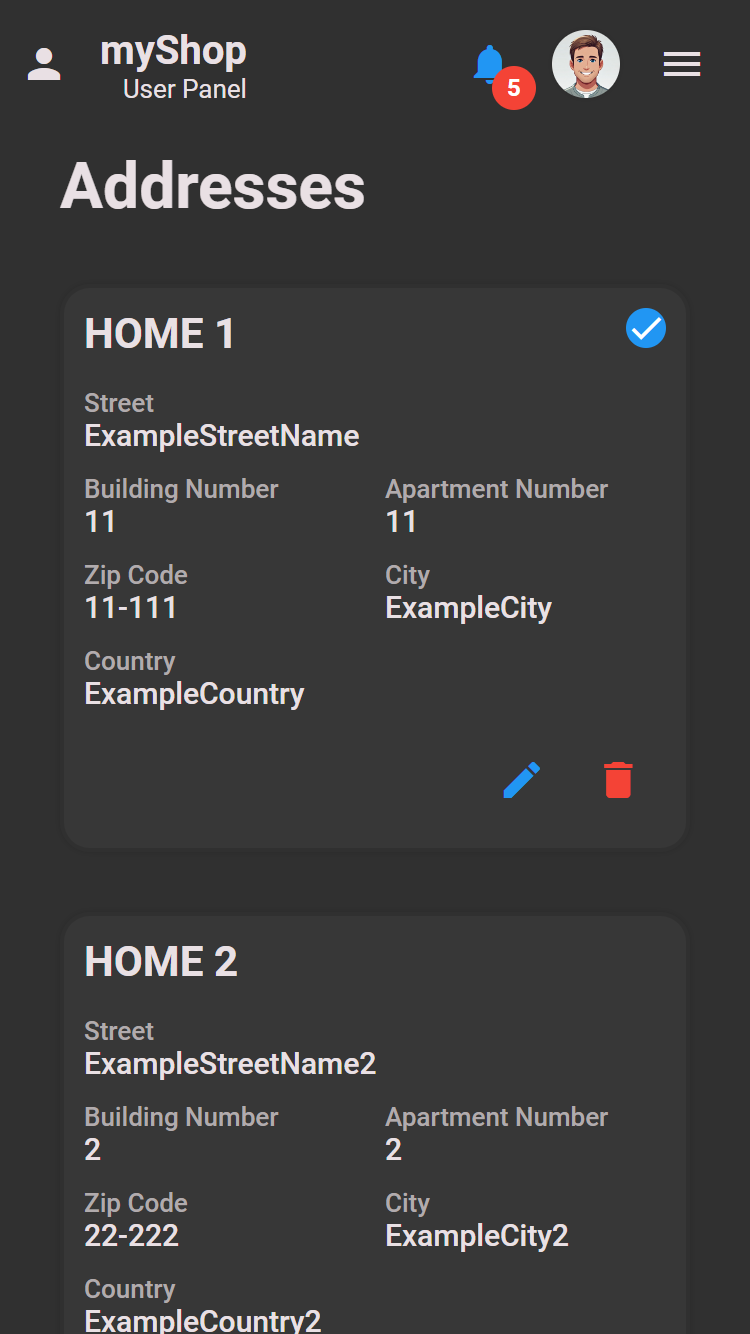 myShop
User Panel
5
Addresses
HOME 1
Street
ExampleStreetName
Building Number Apartment Number
11 11
Zip Code City
11-111 ExampleCity
Country
ExampleCountry
HOME 2
Street
ExampleStreetName2
Building Number Apartment Number
2 2
Zip Code City
22-222 ExampleCity2
Country
ExampleCountry2